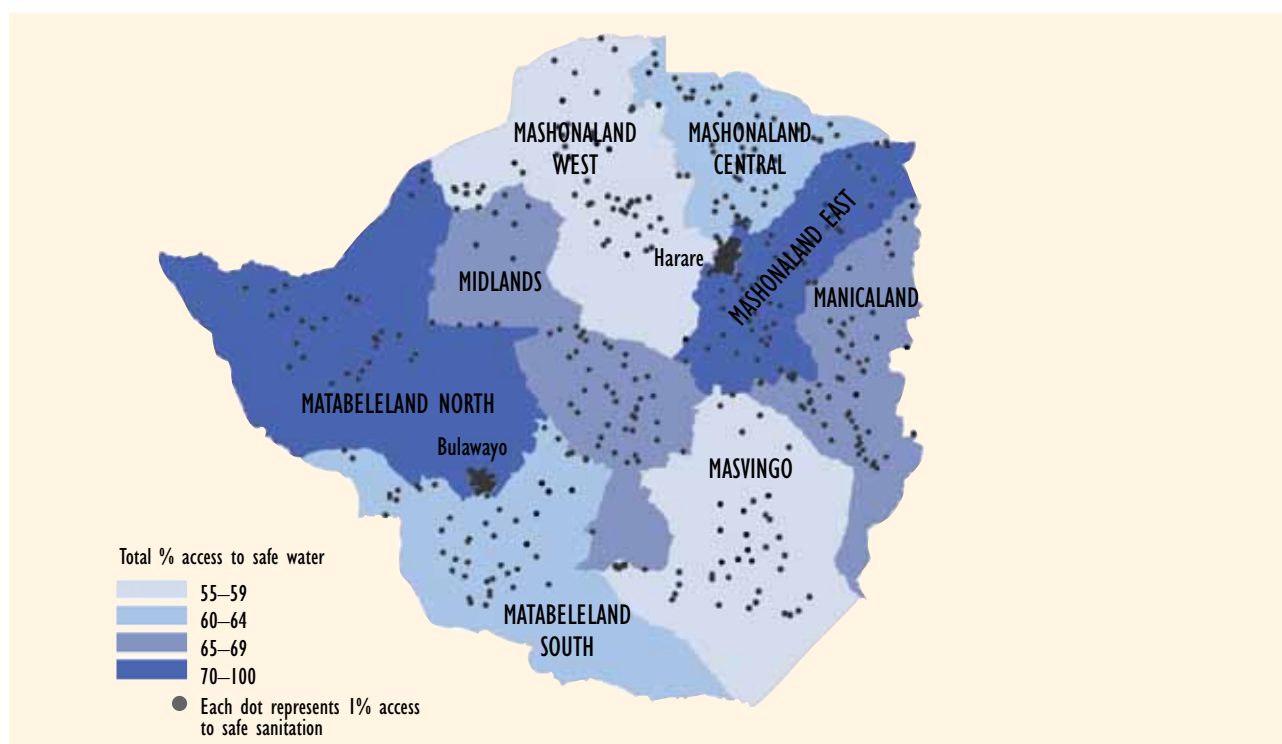 MASHONALAND
WEST
MASHONALAND
CENTRAL
MASHONALAND EAST
Harare
MIDLANDS
MANICALAND
MATABELELAND NORTH
Bulawayo
MASVINGO
MATABELELAND
SOUTH
Total % access to safe water
55–59
60–64
65–69
70–100
Each dot represents 1% access
to safe sanitation